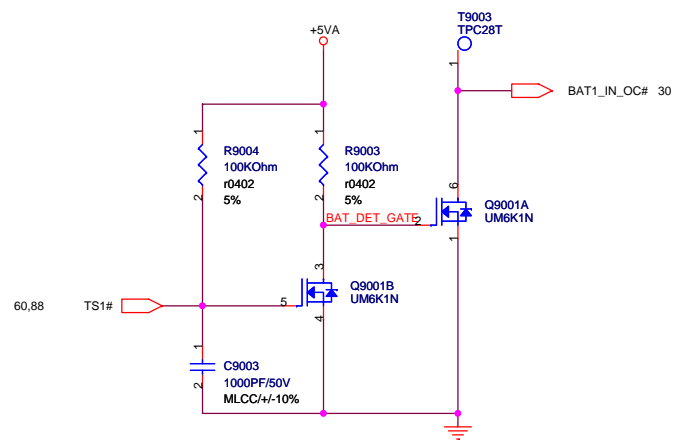 T9003
TPC28T
+5VA
1
BAT1_IN_OC# 30
1
1
R9004
100KOhm
r0402
5%
R9003
100KOhm
r0402
5%
2
2
6
Q9001A
UM6K1N
BAT_DET_GATE
2
1
3
Q9001B
UM6K1N
60,88
TS1#
5
4
1
C9003
1000PF/50V
MLCC/+/-10%
2